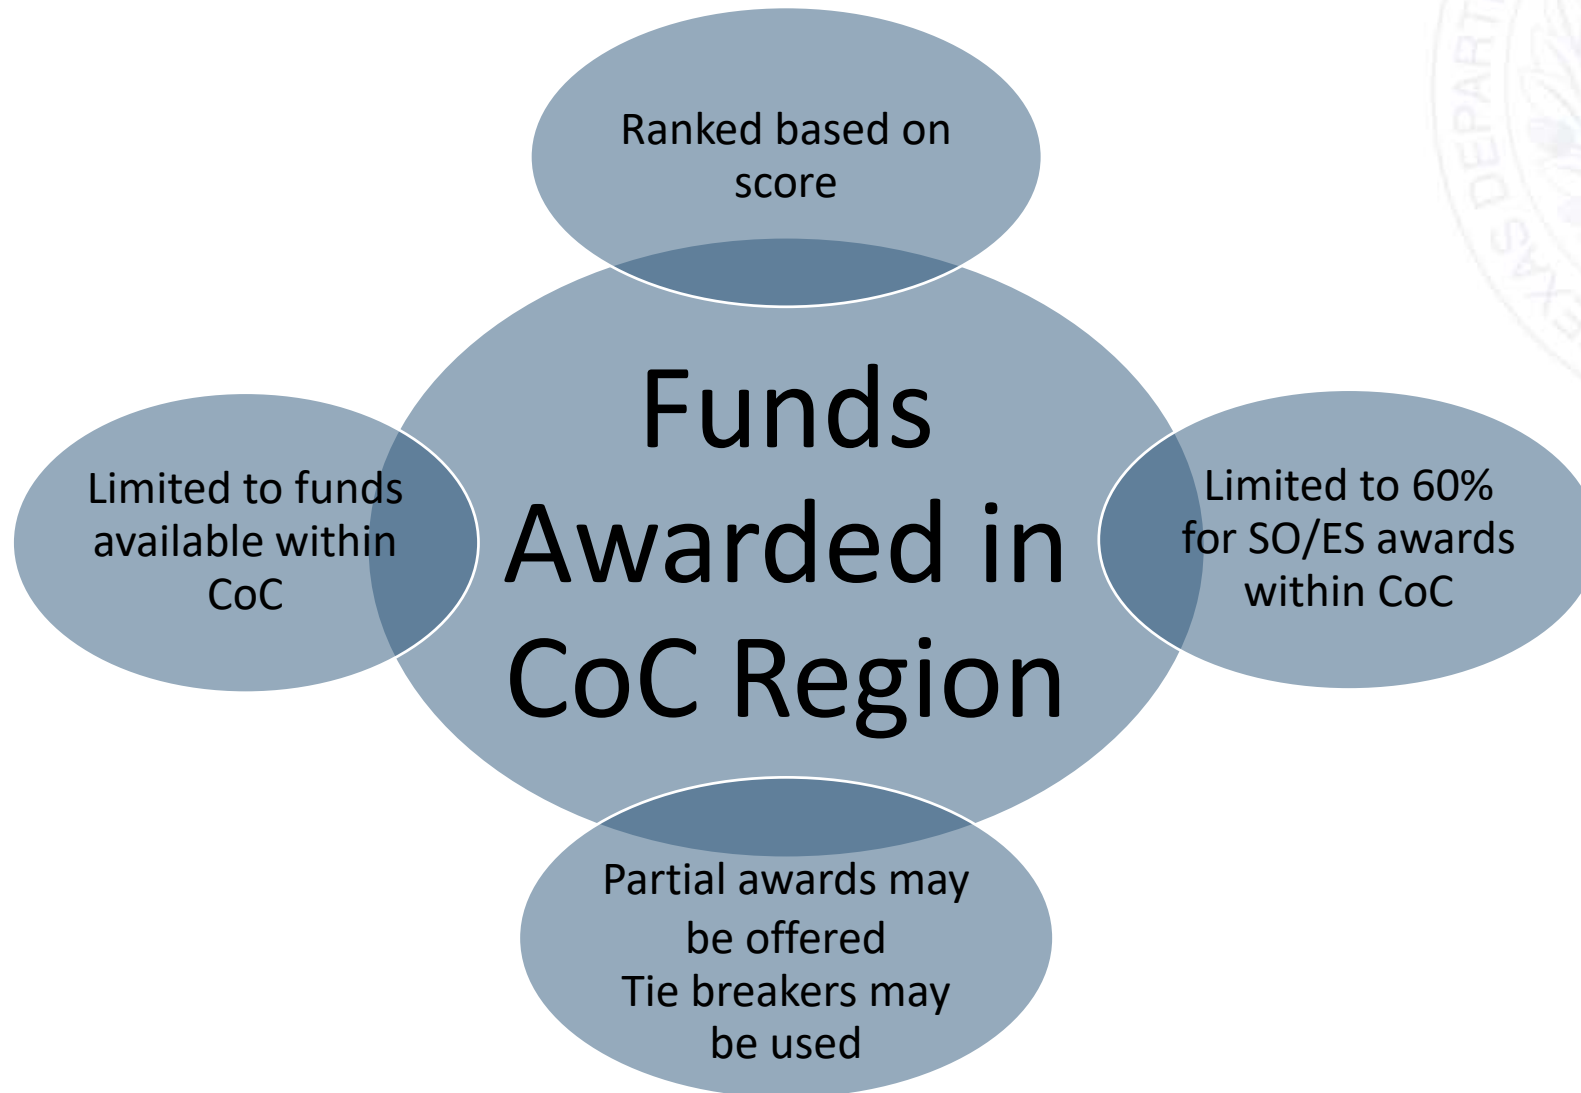 Ranked based on
score
Funds
Awarded in
CoC Region
Limited to funds
available within
CoC
Limited to 60%
for SO/ES awards
within CoC
Partial awards may
be offered
Tie breakers may
be used